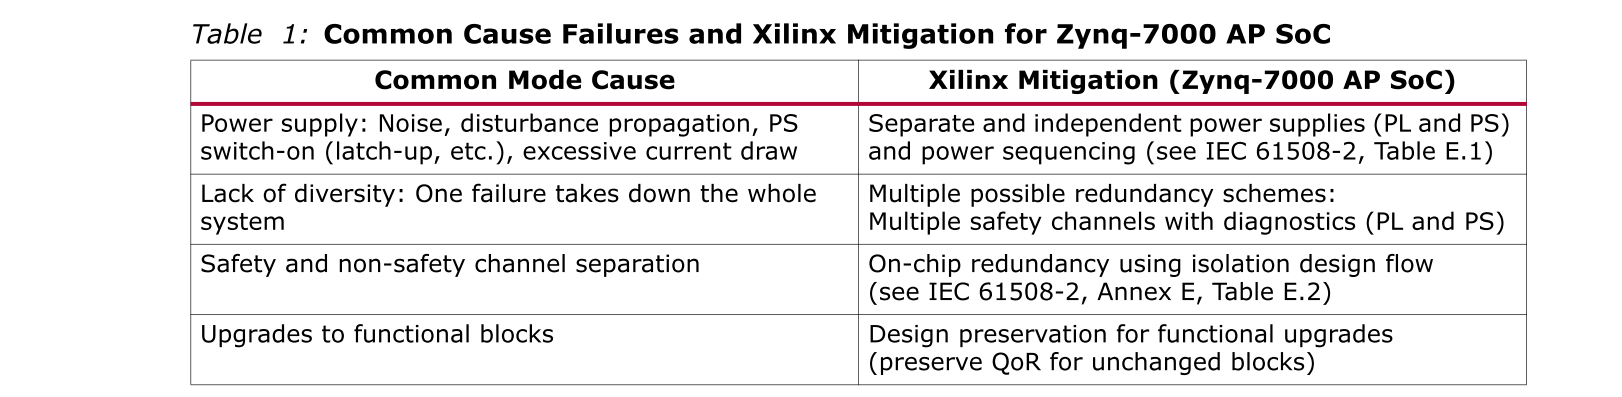 Table 1: Common Cause Failures and Xilinx Mitigation for Zynq-7000 AP SoC
Common Mode Cause
Xilinx Mitigation (Zynq-7000 AP SoC)
Power supply: Noise, disturbance propagation, PS
switch-on (latch-up, etc.), excessive current draw
Separate and independent power supplies (PL and PS)
and power sequencing (see IEC 61508-2, Table E.1)
Lack of diversity: One failure takes down the whole
system
Multiple possible redundancy schemes:
Multiple safety channels with diagnostics (PL and PS)
Safety and non-safety channel separation
On-chip redundancy using isolation design flow
(see IEC 61508-2, Annex E, Table E.2)
Upgrades to functional blocks
Design preservation for functional upgrades
(preserve QoR for unchanged blocks)